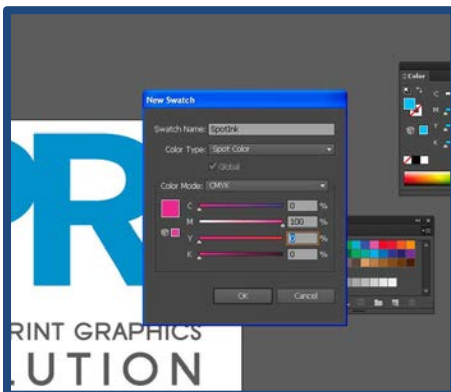 Color
C
M
Y
K
New Swatch
Swatch Name: SpotInk
Color Type: Spot Color
Global
Color Mode: CMYK
C 0 %
M 100 %
Y 0 %
K 0 %
OK Cancel
PR
RINT GRAPHICS
LUTION